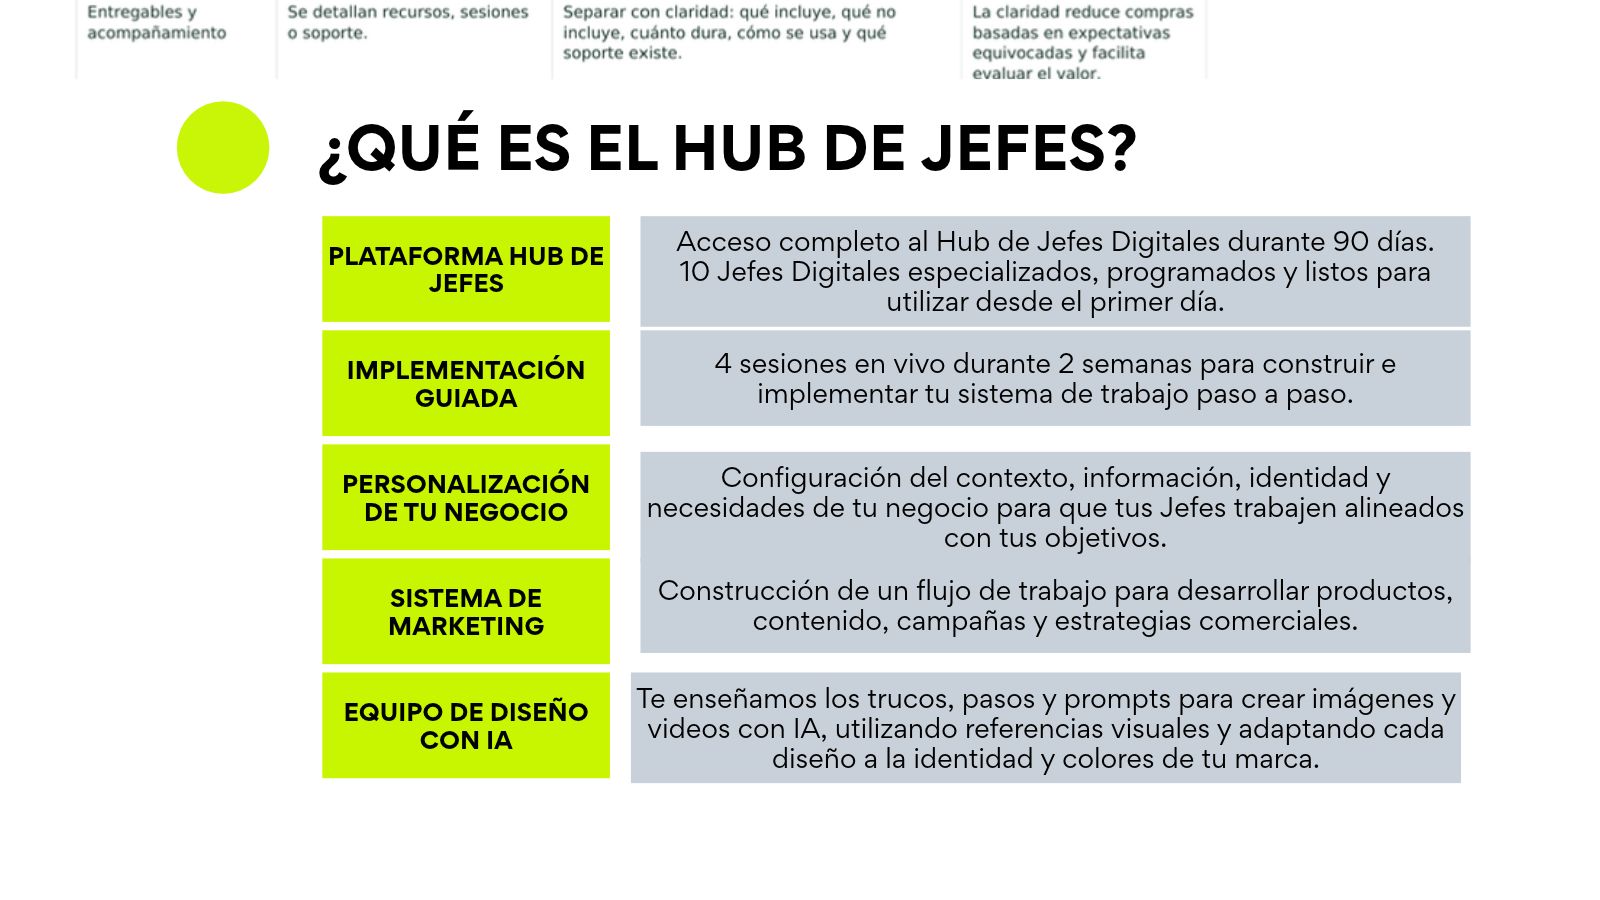 Entregables y
acompañamiento
Se detallan recursos, sesiones
o soporte.
Separar con claridad: qué incluye, qué no
incluye, cuánto dura, cómo se usa y qué
soporte existe.
La claridad reduce compras
basadas en expectativas
equivocadas y facilita
evaluar el valor.
¿QUÉ ES EL HUB DE JEFES?
PLATAFORMA HUB DE
JEFES
Acceso completo al Hub de Jefes Digitales durante 90 días.
10 Jefes Digitales especializados, programados y listos para
utilizar desde el primer día.
IMPLEMENTACIÓN
GUIADA
4 sesiones en vivo durante 2 semanas para construir e
implementar tu sistema de trabajo paso a paso.
PERSONALIZACIÓN
DE TU NEGOCIO
Configuración del contexto, información, identidad y
necesidades de tu negocio para que tus Jefes trabajen alineados
con tus objetivos.
SISTEMA DE
MARKETING
Construcción de un flujo de trabajo para desarrollar productos,
contenido, campañas y estrategias comerciales.
EQUIPO DE DISEÑO
CON IA
Te enseñamos los trucos, pasos y prompts para crear imágenes y
videos con IA, utilizando referencias visuales y adaptando cada
diseño a la identidad y colores de tu marca.